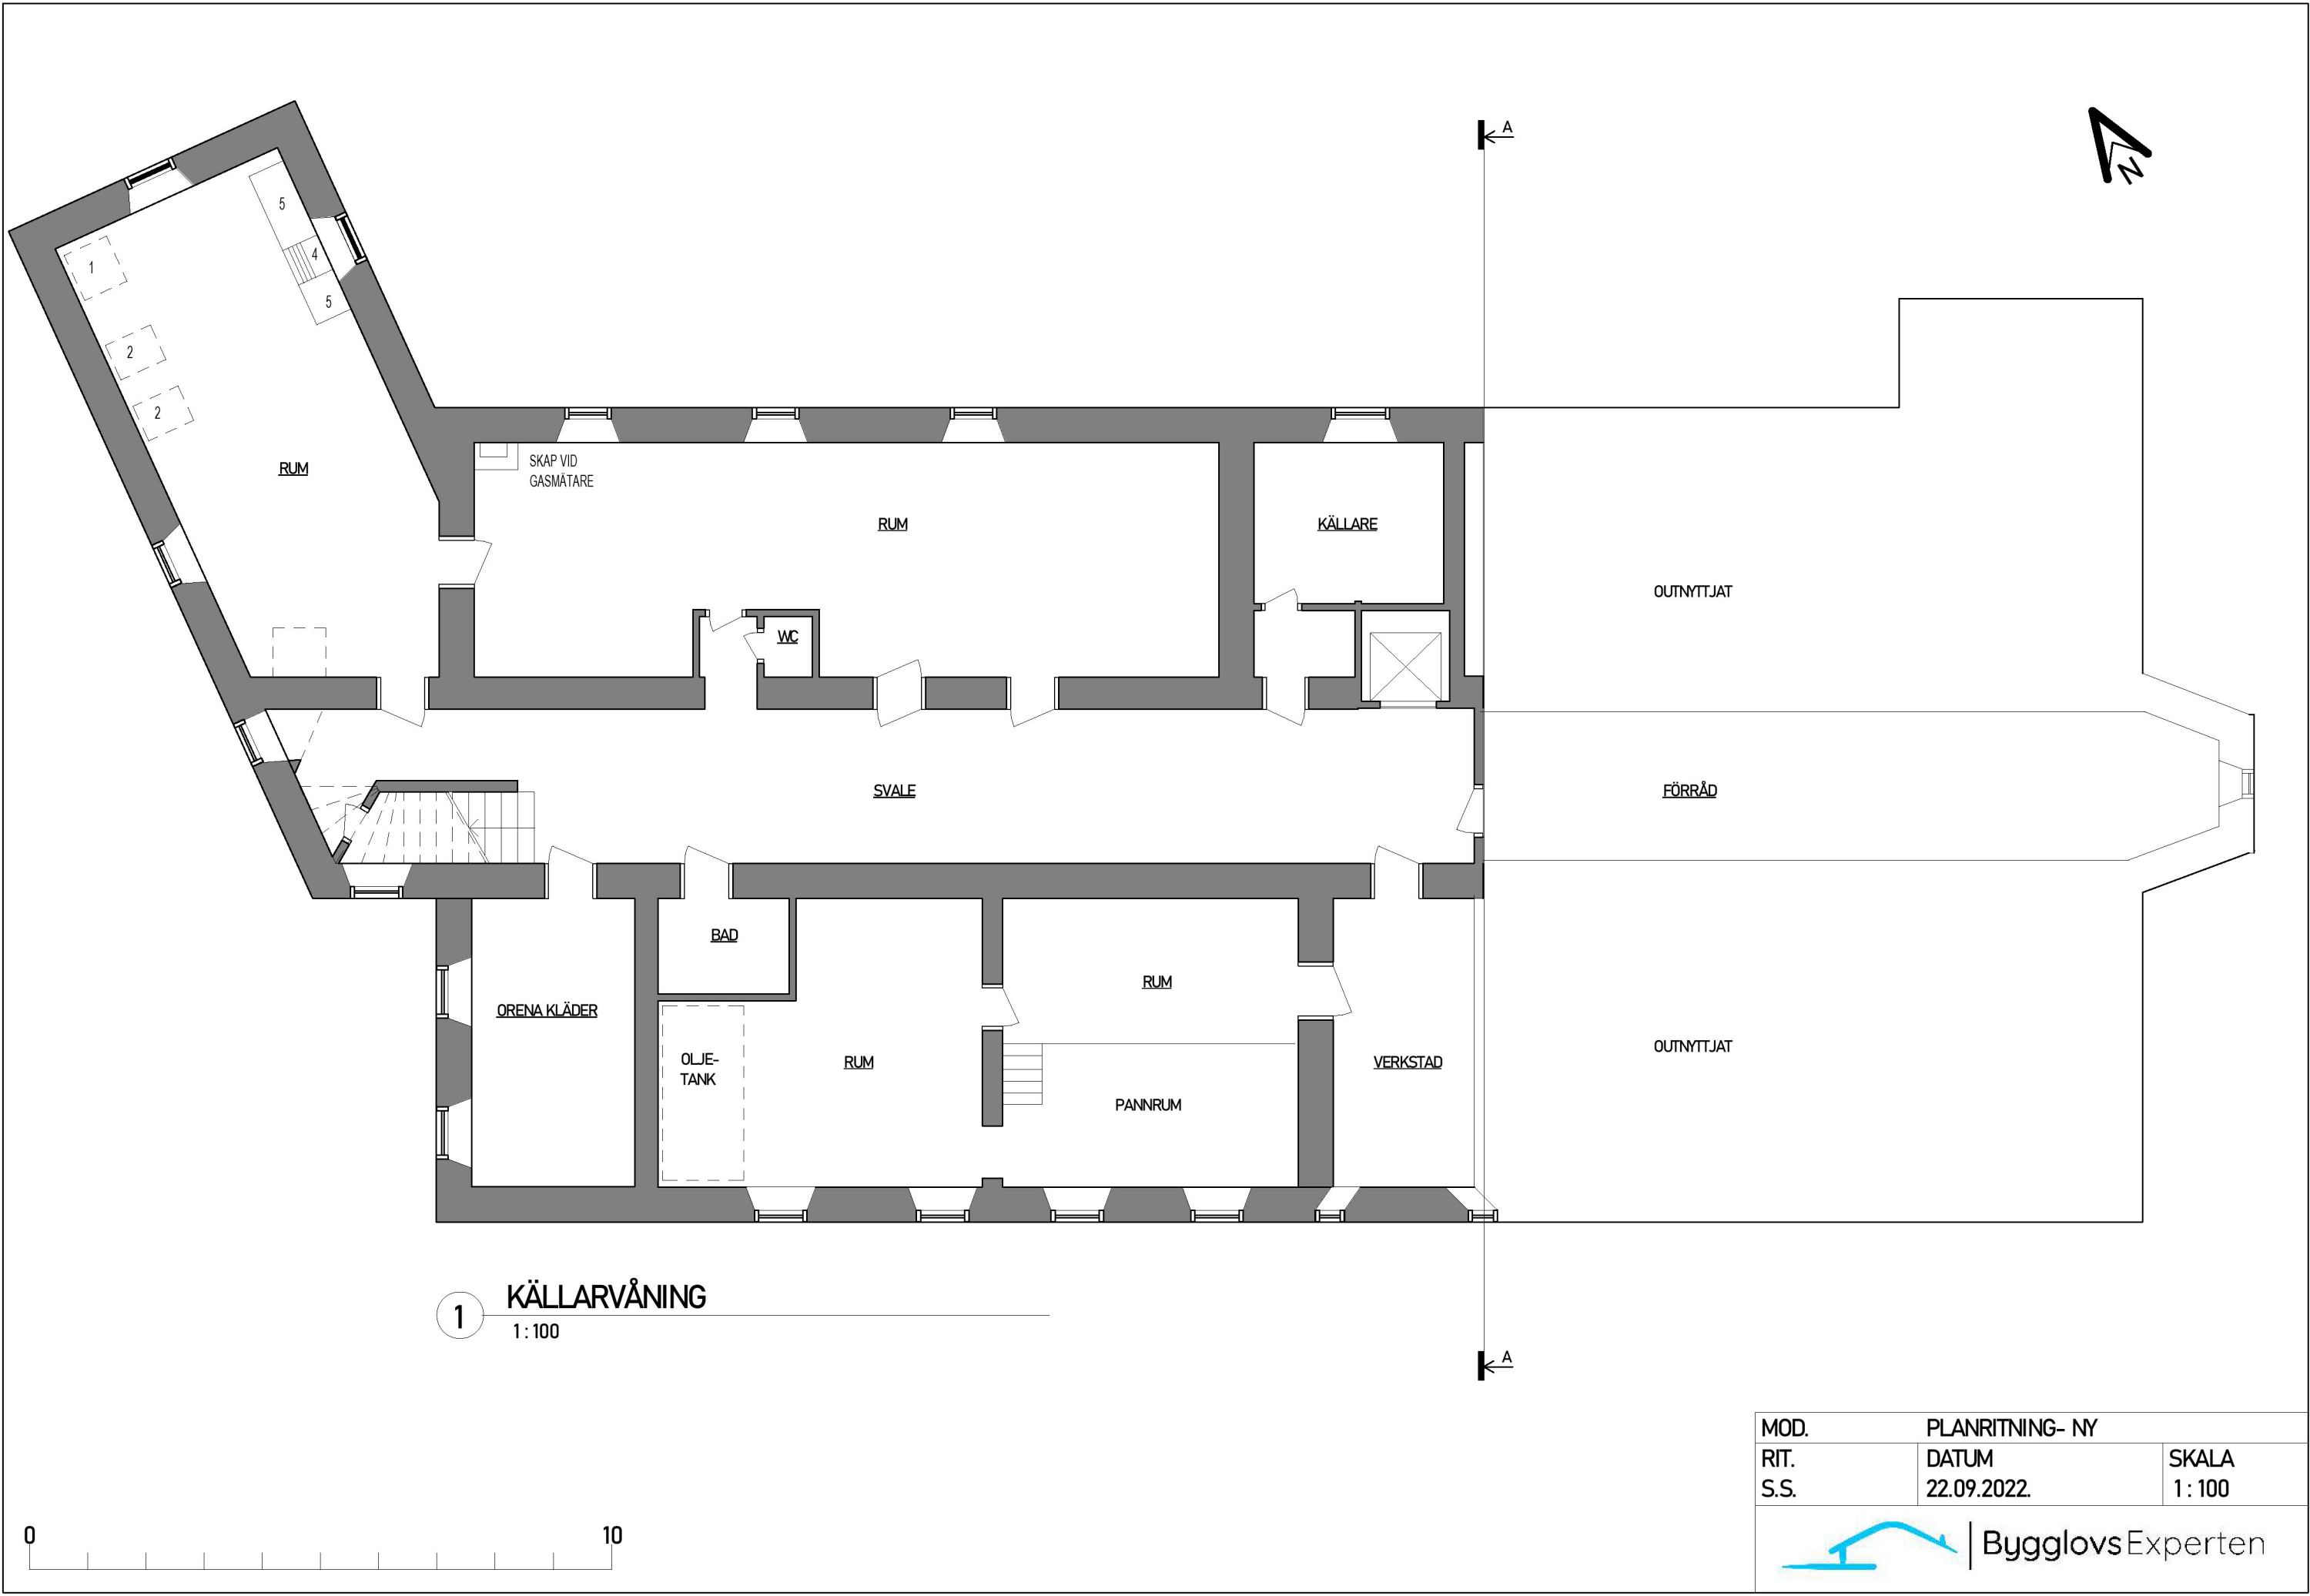 A
N
5
4
5
1
2
2
RUM
SKAP VID
GASMÄTARE
RUM
KÄLLARE
OUTNYTTJAT
WC
SVALE
FÖRRÅD
BAD
ORENA KLÄDER
OLJE-
TANK
RUM
RUM
PANNRUM
VERKSTAD
OUTNYTTJAT
1
KÄLLARVÅNING
1 : 100
A
MOD. PLANRITNING- NY
RIT. DATUM SKALA
S.S. 22.09.2022. 1 : 100
0 10
BygglovsExperten